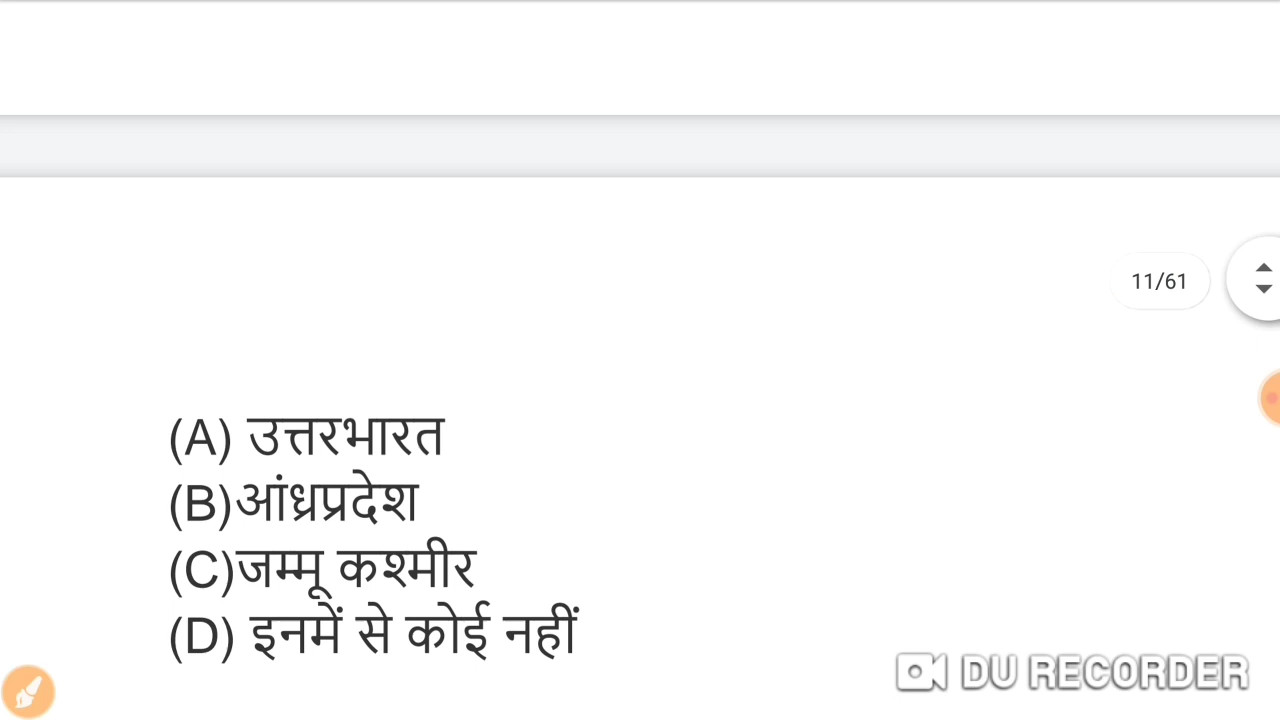 11/61
(A) उत्तरभारत
(B)आंध्रप्रदेश
(C)जम्मू कश्मीर
(D) इनमें से कोई नहीं
DU RECORDER